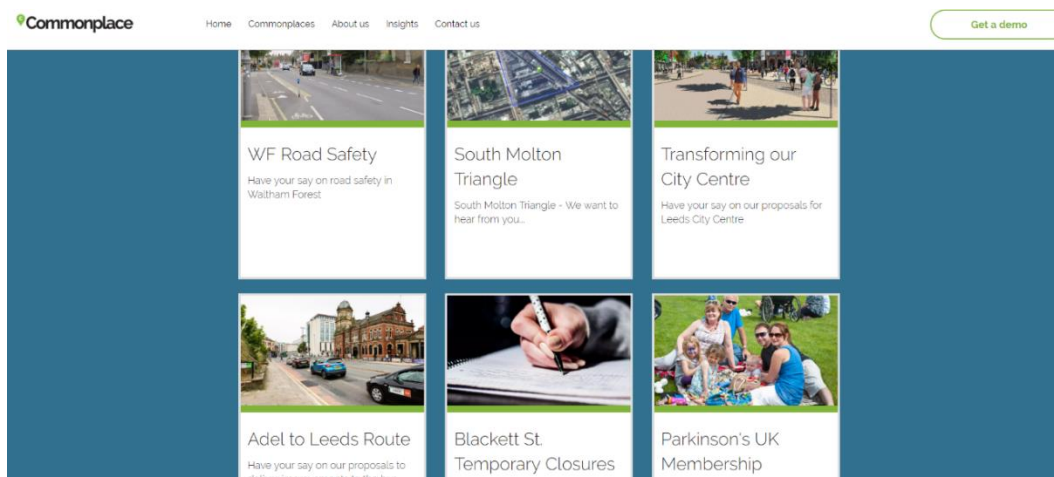 Commonplace
Home Commonplaces About us Insights Contact us
Get a demo
WF Road Safety
Have your say on road safety in
Waltham Forest
South Molton
Triangle
South Molton Triangle - We want to
hear from you...
Transforming our
City Centre
Have your say on our proposals for
Leeds City Centre
Adel to Leeds Route
Have your say on our proposals to
Blackett St.
Temporary Closures
Parkinson's UK
Membership